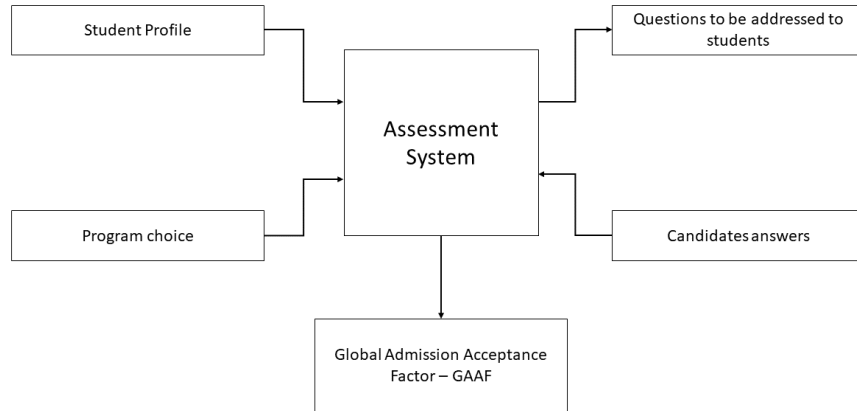 Student Profile
Questions to be addressed to
students
Assessment
System
Program choice
Candidates answers
Global Admission Acceptance
Factor – GAAF